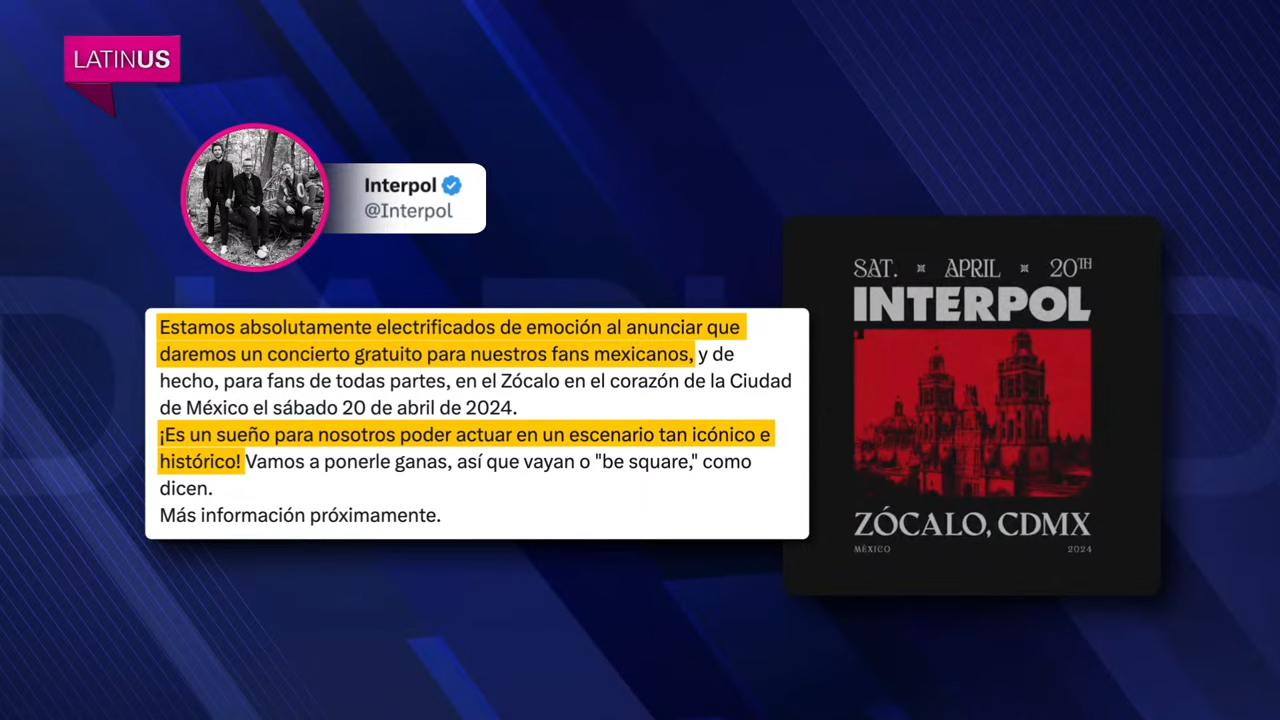 LATINUS
Interpol
@Interpol
Estamos absolutamente electrificados de emoción al anunciar que
daremos un concierto gratuito para nuestros fans mexicanos, y de
hecho, para fans de todas partes, en el Zócalo en el corazón de la Ciudad
de México el sábado 20 de abril de 2024.
¡Es un sueño para nosotros poder actuar en un escenario tan icónico e
histórico! Vamos a ponerle ganas, así que vayan o "be square," como
dicen.
Más información próximamente.
SAT. APRIL 20TH
INTERPOL
ZÓCALO, CDMX
MÉXICO 2024